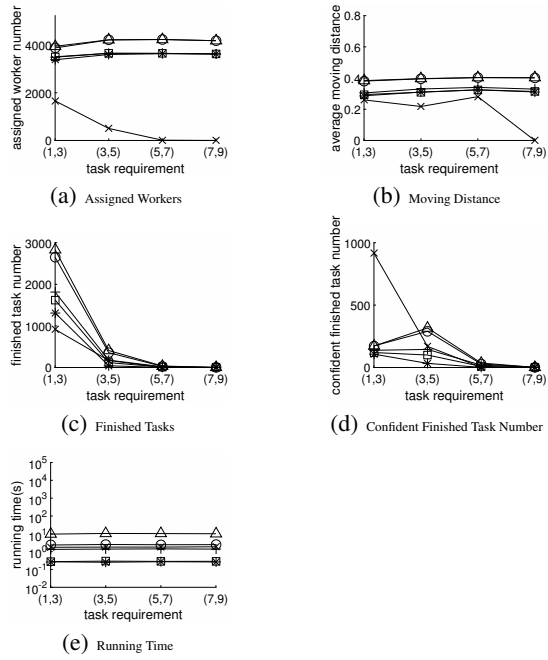 assigned worker number
4000
2000
0
(1,3) (3,5) (5,7) (7,9)
task requirement
(a) Assigned Workers
average moving distance
0.8
0.6
0.4
0.2
0
(1,3) (3,5) (5,7) (7,9)
task requirement
(b) Moving Distance
finished task number
3000
2000
1000
0
(1,3) (3,5) (5,7) (7,9)
task requirement
(c) Finished Tasks
confident finished task number
1000
500
0
(1,3) (3,5) (5,7) (7,9)
task requirement
(d) Confident Finished Task Number
running time(s)
10^5
10^4
10^3
10^2
10^1
10^0
10^-1
10^-2
(1,3) (3,5) (5,7) (7,9)
task requirement
(e) Running Time